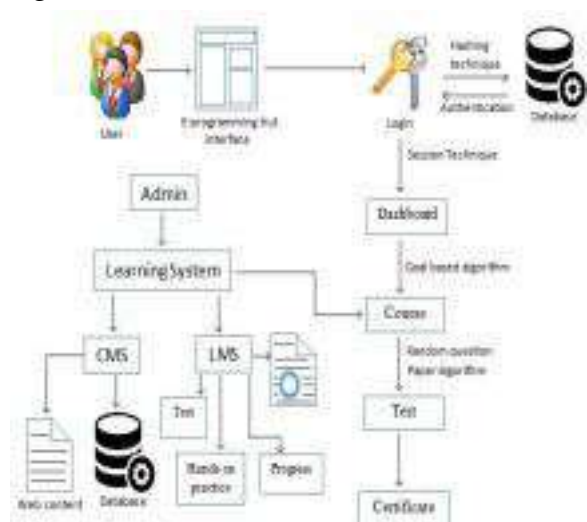 Hashing
technique
Authentication
User
E-programming hub
interface
Login
Database
Session Technique
Admin
Dashboard
Learning System
Goal based algorithm
Course
CMS
LMS
Random question
Paper algorithm
Test
Test
Hands on
practice
Progress
Web content
Database
Certificate